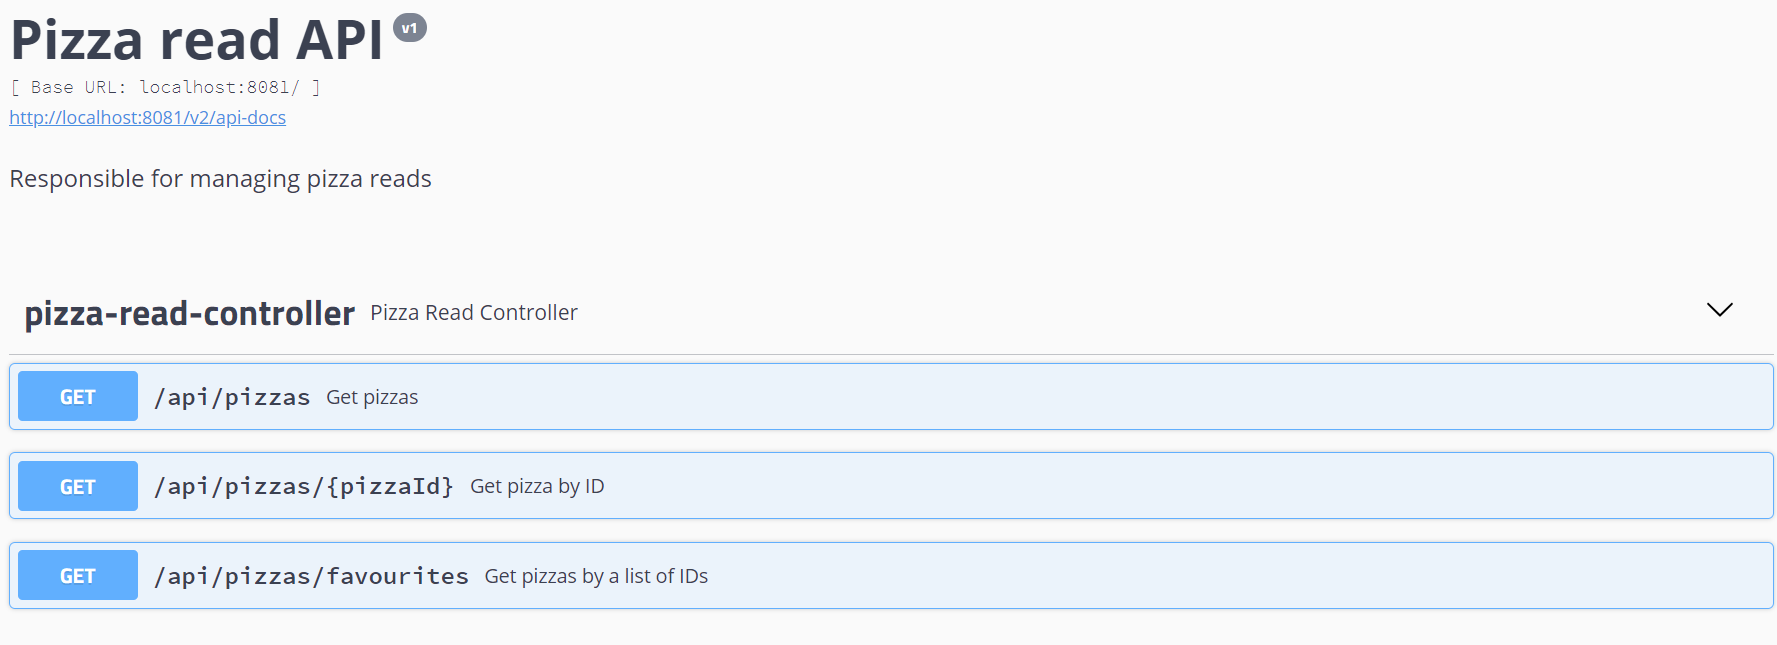 Pizza read API v1
[ Base URL: localhost:8081/ ]
http://localhost:8081/v2/api-docs
Responsible for managing pizza reads
pizza-read-controller Pizza Read Controller
GET /api/pizzas Get pizzas
GET /api/pizzas/{pizzaId} Get pizza by ID
GET /api/pizzas/favourites Get pizzas by a list of IDs